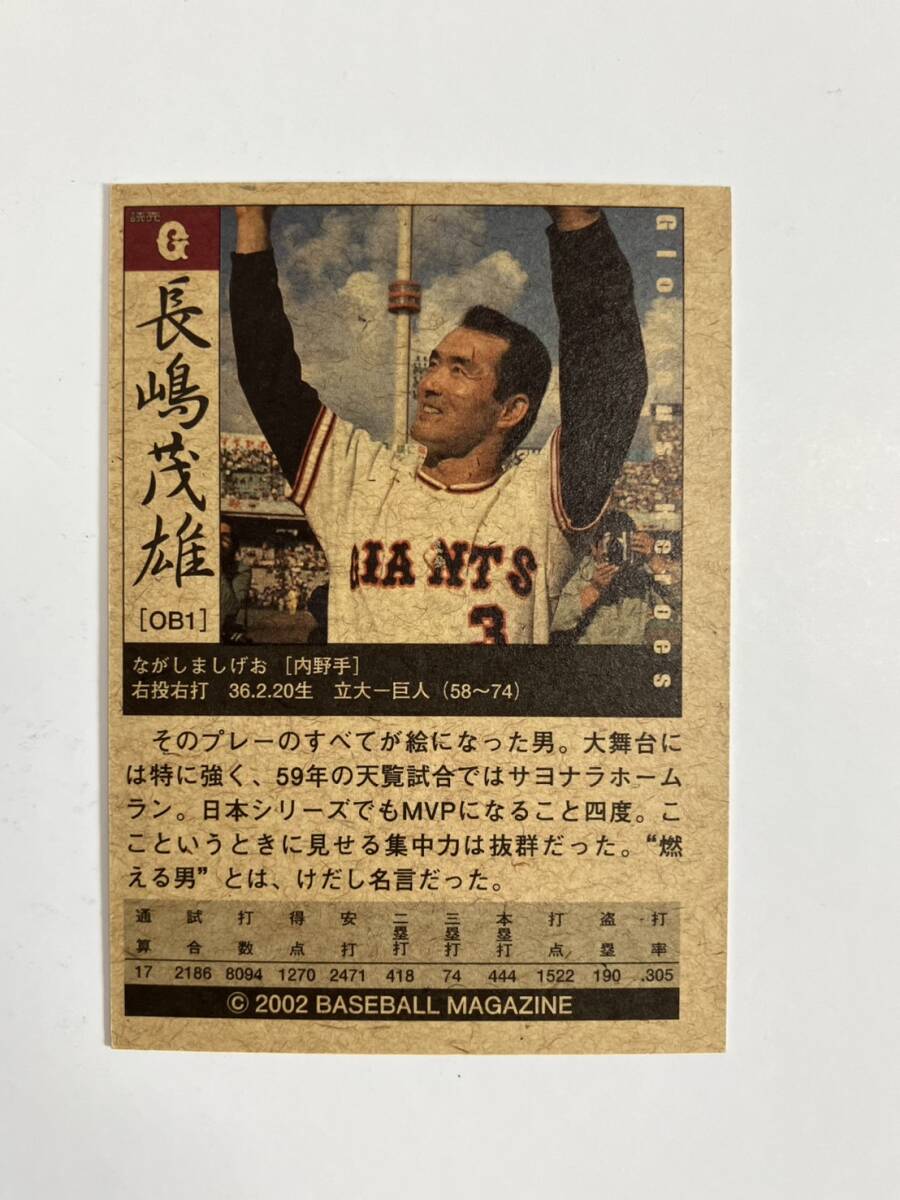 読売
G
長嶋茂雄
[OB1]
GIANTS
3
ながしましげお [内野手]
右投右打 36.2.20生 立大ー巨人（58〜74）
そのプレーのすべてが絵になった男。大舞台に
は特に強く、59年の天覧試合ではサヨナラホーム
ラン。日本シリーズでもMVPになること四度。こ
こというときに見せる集中力は抜群だった。“燃
える男”とは、けだし名言だった。
通算 試合 打数 得点 安打 二塁打 三塁打 本塁打 打点 盗塁 打率
17 2186 8094 1270 2471 418 74 444 1522 190 .305
© 2002 BASEBALL MAGAZINE